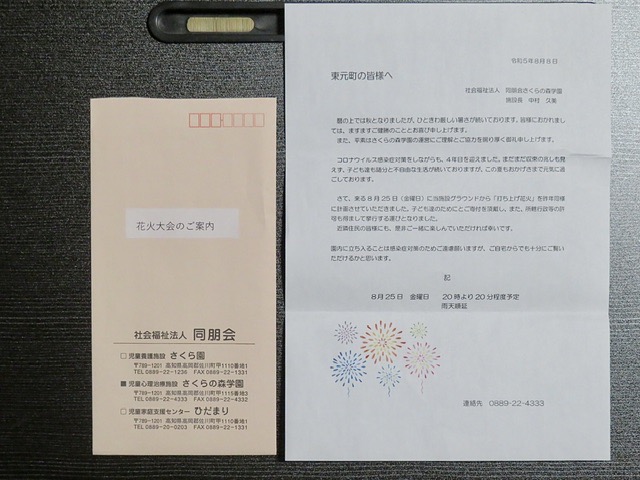 花火大会のご案内
社会福祉法人 同朋会
□ 児童養護施設 さくら園
〒789-1201 高知県高岡郡佐川町甲1110番地1
TEL 0889-22-1236 FAX 0889-22-1331
■ 児童心理治療施設 さくらの森学園
〒789-1201 高知県高岡郡佐川町甲1115番地3
TEL 0889-22-4333 FAX 0889-22-4332
□ 児童家庭支援センター ひだまり
〒789-1201 高知県高岡郡佐川町甲1110番地1
TEL 0889-20-0203 FAX 0889-22-1331
令和5年8月8日
東元町の皆様へ
社会福祉法人 同朋会さくらの森学園
施設長 中村 久美
暦の上では秋となりましたが、ひときわ厳しい暑さが続いております。皆様におかれまし
ては、ますますご健勝のこととお喜び申し上げます。
また、平素はさくらの森学園の運営にご理解とご協力を賜り厚く御礼申し上げます。
コロナウイルス感染症対策をしながらも、4年目を迎えました。まだまだ収束の兆しも見
えず、子ども達も随分と不自由な生活が続いておりますが、この夏もおかげさまで元気に過
ごしております。
さて、来る8月25日（金曜日）に当施設グラウンドから「打ち上げ花火」を昨年同様
に計画させていただきました。子ども達のためにとご寄付を頂戴し、また、所轄行政等の許
可も得まして挙行する運びとなりました。
近隣住民の皆様にも、是非ご一緒に楽しんでいただければ幸いです。
園内に立ち入ることは感染症対策のためご遠慮願いますが、ご自宅からでも十分にご覧い
ただけるかと思います。
記
8月25日 金曜日 20時より20分程度予定
雨天順延
連絡先 0889-22-4333